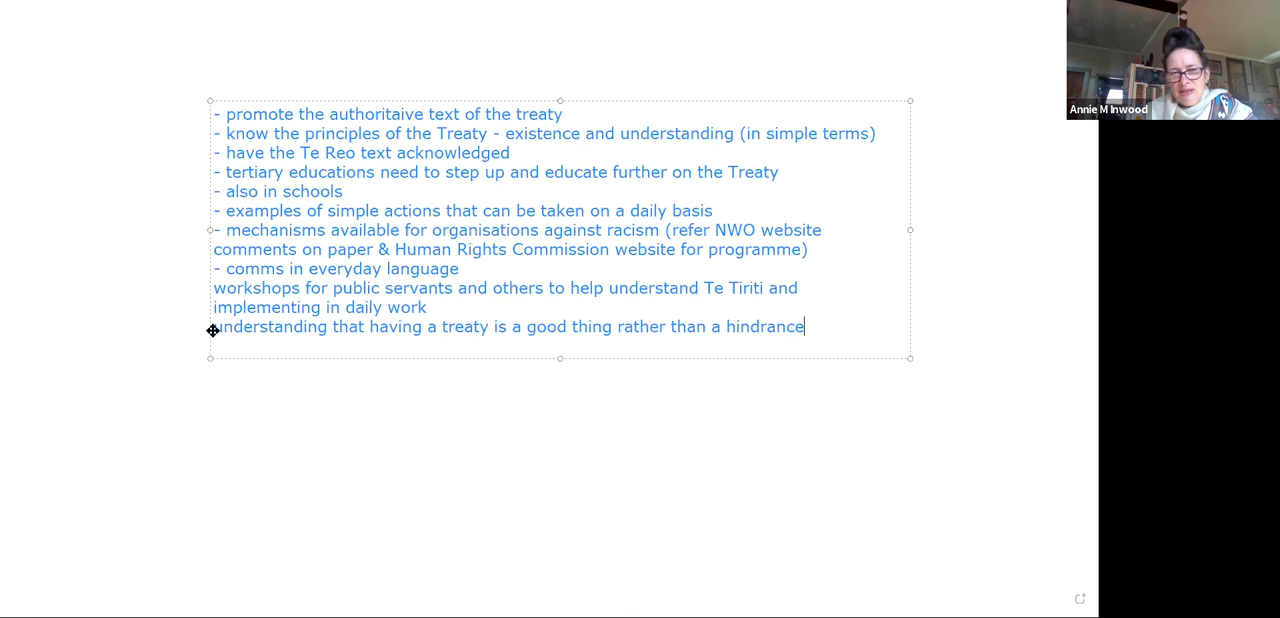 - promote the authoritaive text of the treaty
- know the principles of the Treaty - existence and understanding (in simple terms)
- have the Te Reo text acknowledged
- tertiary educations need to step up and educate further on the Treaty
- also in schools
- examples of simple actions that can be taken on a daily basis
- mechanisms available for organisations against racism (refer NWO website
comments on paper & Human Rights Commission website for programme)
- comms in everyday language
workshops for public servants and others to help understand Te Tiriti and
implementing in daily work
understanding that having a treaty is a good thing rather than a hindrance
Annie M Inwood